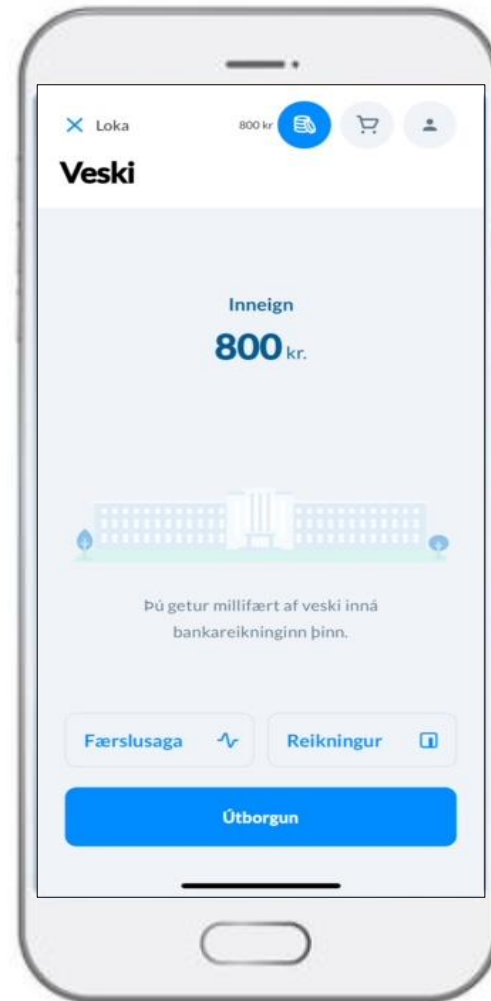 Loka
800 kr
Veski
Inneign
800 kr.
Þú getur millifært af veski inná
bankareikninginn þinn.
Færslusaga
Reikningur
Útborgun